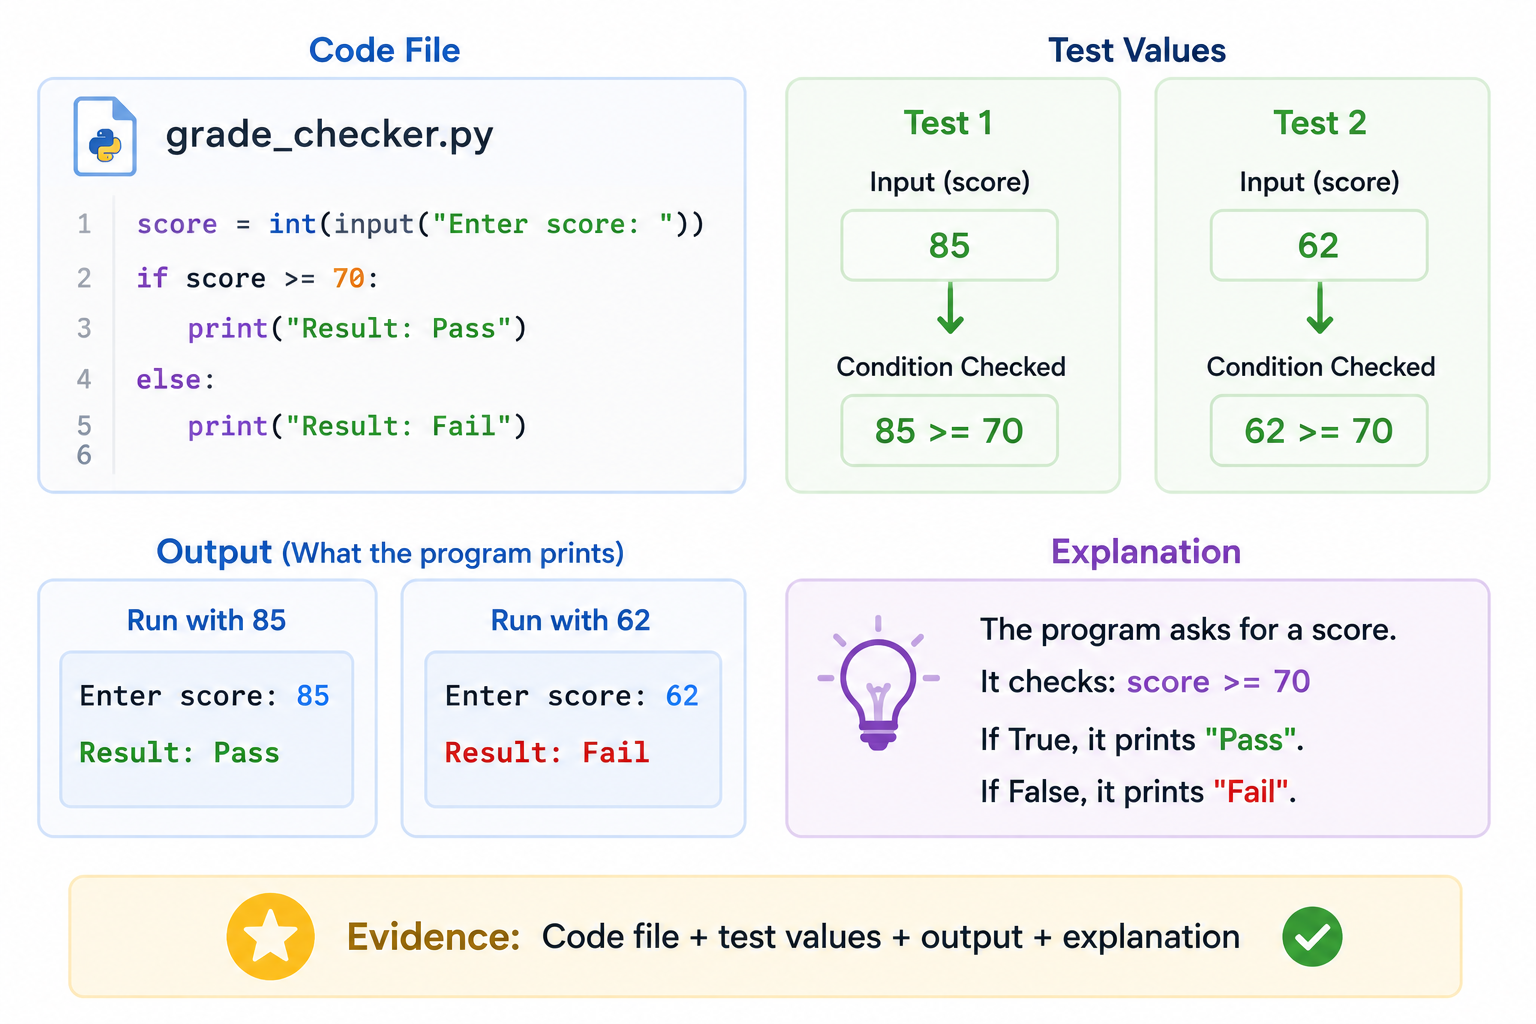 Code File
grade_checker.py
1 score = int(input("Enter score: "))
2 if score >= 70:
3 print("Result: Pass")
4 else:
5 print("Result: Fail")
6
Test Values
Test 1
Input (score)
85
Condition Checked
85 >= 70
Test 2
Input (score)
62
Condition Checked
62 >= 70
Output (What the program prints)
Run with 85
Enter score: 85
Result: Pass
Run with 62
Enter score: 62
Result: Fail
Explanation
The program asks for a score.
It checks: score >= 70
If True, it prints "Pass".
If False, it prints "Fail".
Evidence: Code file + test values + output + explanation